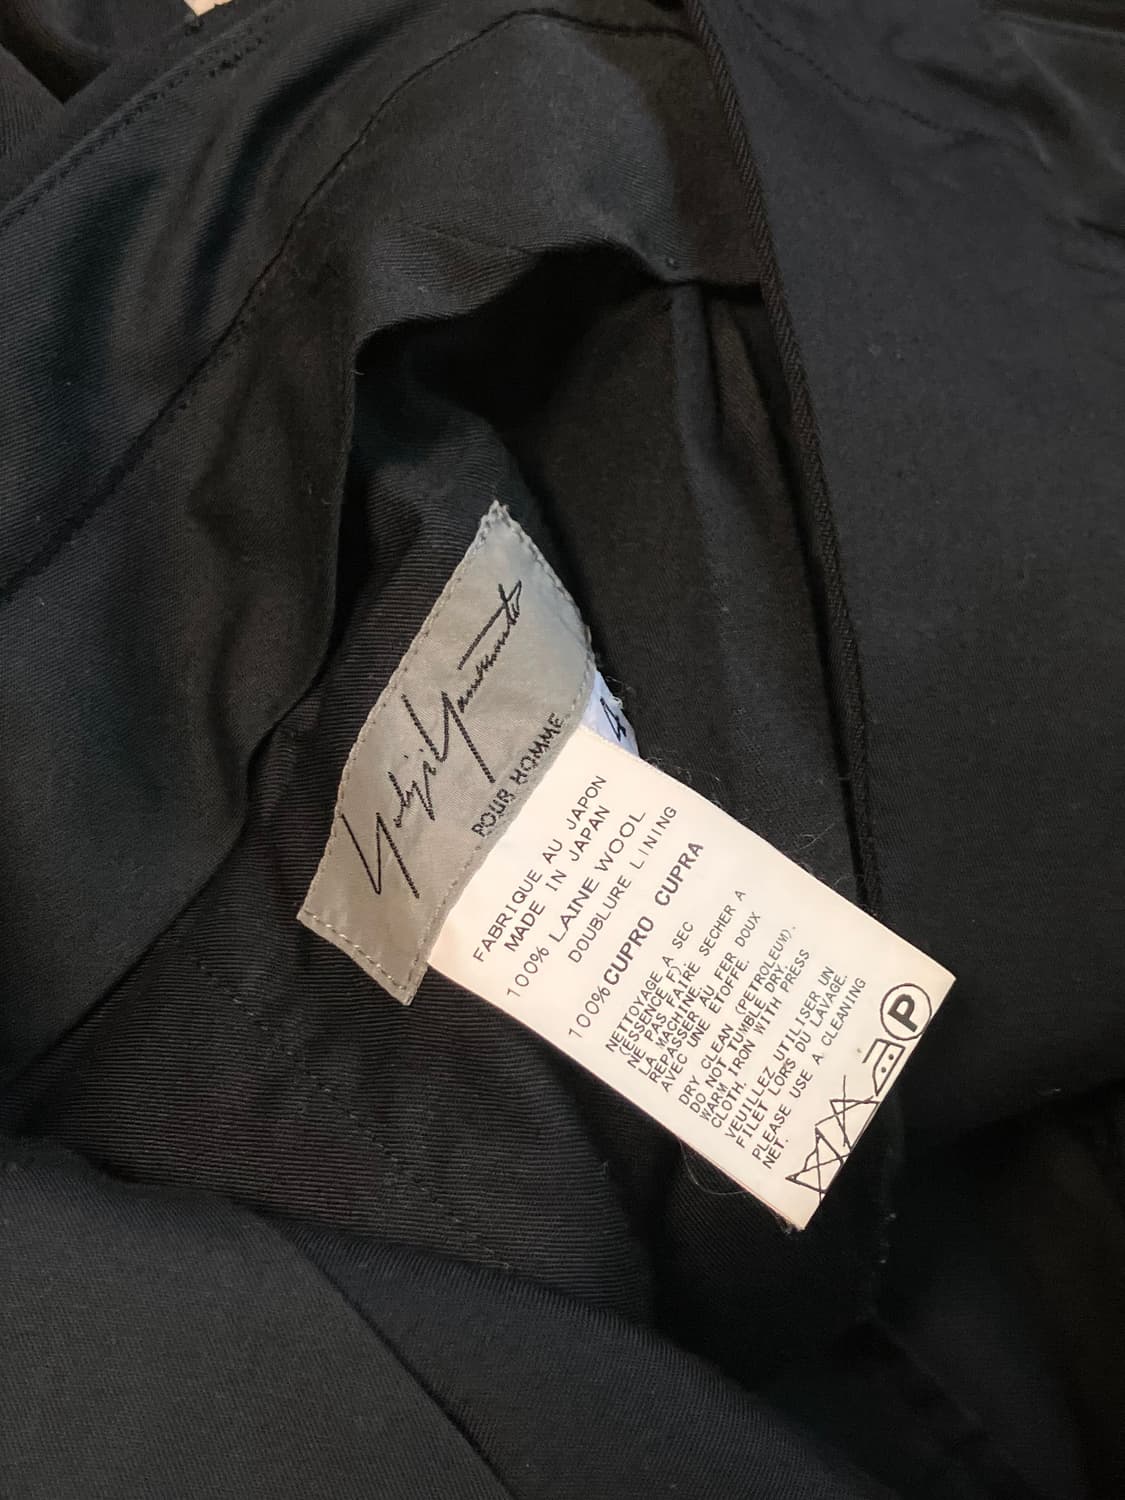 Yohji Yamamoto
POUR HOMME
4
FABRIQUE AU JAPON
MADE IN JAPAN
100% LAINE WOOL
DOUBLURE LINING
100% CUPRO CUPRA
NETTOYAGE A SEC
(ESSENCE F).
NE PAS FAIRE SECHER A
LA MACHINE.
REPASSER AU FER DOUX
AVEC UNE ETOFFE.
DRY CLEAN (PETROLEUM).
DO NOT TUMBLE DRY.
WARM IRON WITH PRESS
CLOTH.
VEUILLEZ UTILISER UN
FILET LORS DU LAVAGE.
PLEASE USE A CLEANING
NET.
P